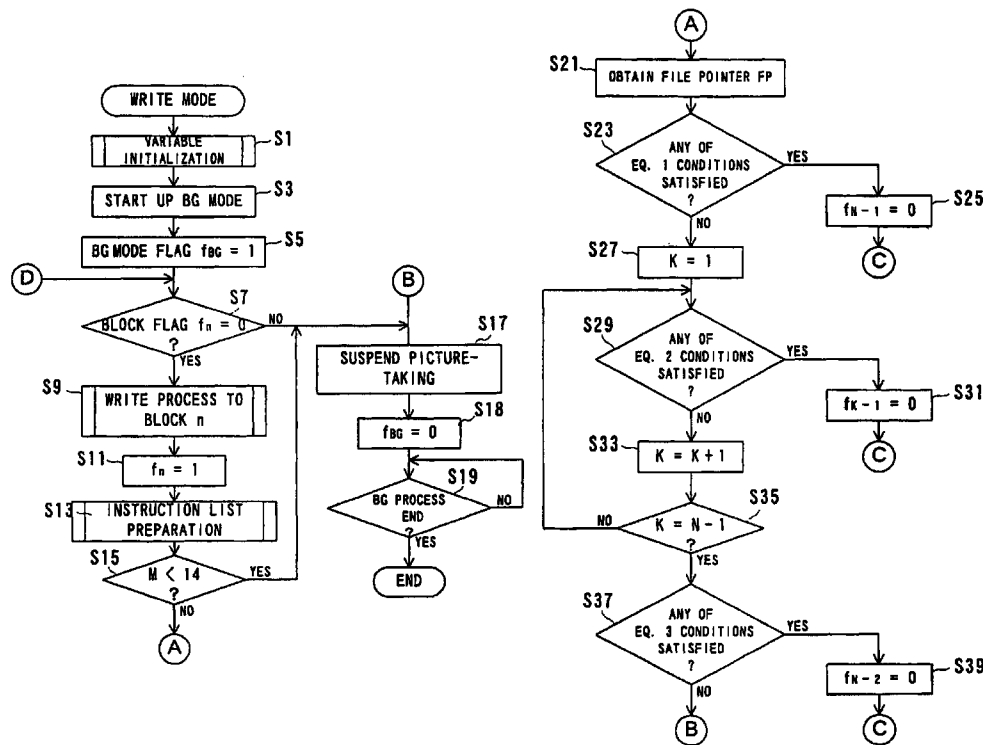 WRITE MODE
VARIABLE
INITIALIZATION
S1
START UP BG MODE
S3
BG MODE FLAG fBG = 1
S5
D
BLOCK FLAG fn = 0
?
S7
NO
YES
S9
WRITE PROCESS TO
BLOCK n
S11
fn = 1
S13
INSTRUCTION LIST
PREPARATION
S15
M < 14
?
YES
NO
A
B
S17
SUSPEND PICTURE-
TAKING
S18
fBG = 0
S19
BG PROCESS
END
?
NO
YES
END
A
S21
OBTAIN FILE POINTER FP
S23
ANY OF
EQ. 1 CONDITIONS
SATISFIED
?
YES
NO
S25
fN-1 = 0
C
S27
K = 1
S29
ANY OF
EQ. 2 CONDITIONS
SATISFIED
?
YES
NO
S31
fK-1 = 0
C
S33
K = K+1
S35
K = N-1
?
NO
YES
S37
ANY OF
EQ. 3 CONDITIONS
SATISFIED
?
YES
NO
S39
fN-2 = 0
C
B